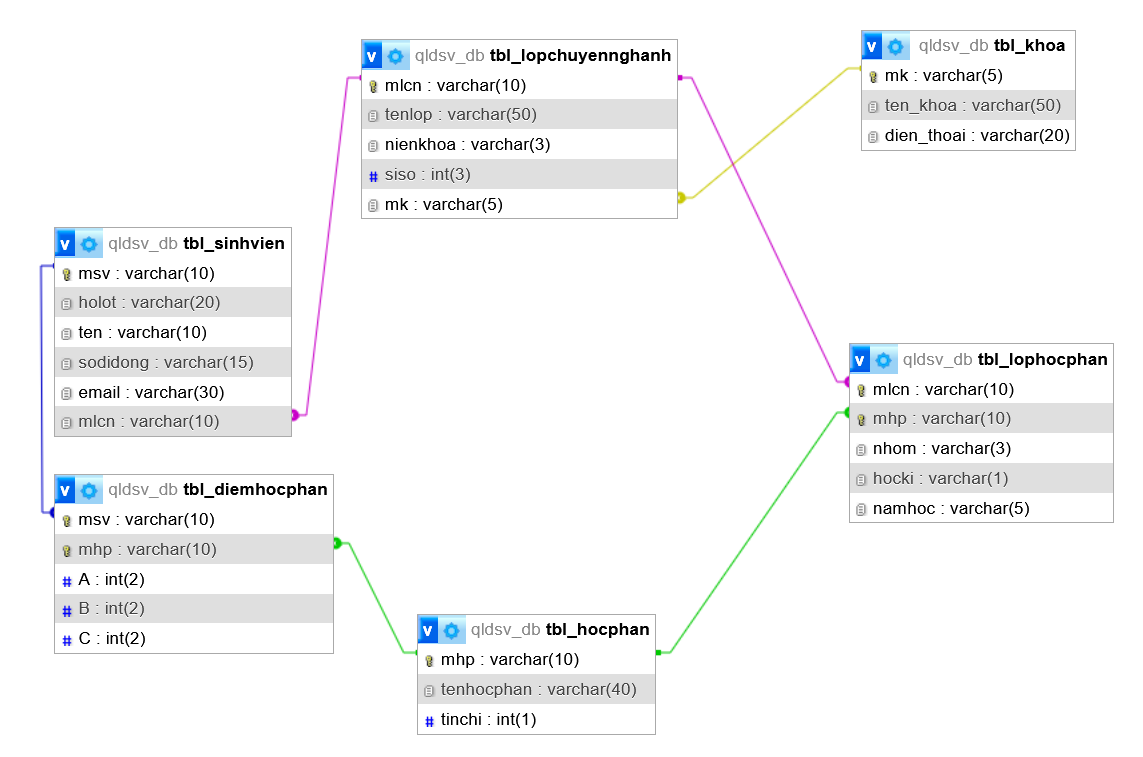 v qldsv_db tbl_lopchuyennghanh
mlcn : varchar(10)
tenlop : varchar(50)
nienkhoa : varchar(3)
# siso : int(3)
mk : varchar(5)
v qldsv_db tbl_khoa
mk : varchar(5)
ten_khoa : varchar(50)
dien_thoai : varchar(20)
v qldsv_db tbl_sinhvien
msv : varchar(10)
holot : varchar(20)
ten : varchar(10)
sodidong : varchar(15)
email : varchar(30)
mlcn : varchar(10)
v qldsv_db tbl_lophocphan
mlcn : varchar(10)
mhp : varchar(10)
nhom : varchar(3)
hocki : varchar(1)
namhoc : varchar(5)
v qldsv_db tbl_diemhocphan
msv : varchar(10)
mhp : varchar(10)
# A : int(2)
# B : int(2)
# C : int(2)
v qldsv_db tbl_hocphan
mhp : varchar(10)
tenhocphan : varchar(40)
# tinchi : int(1)